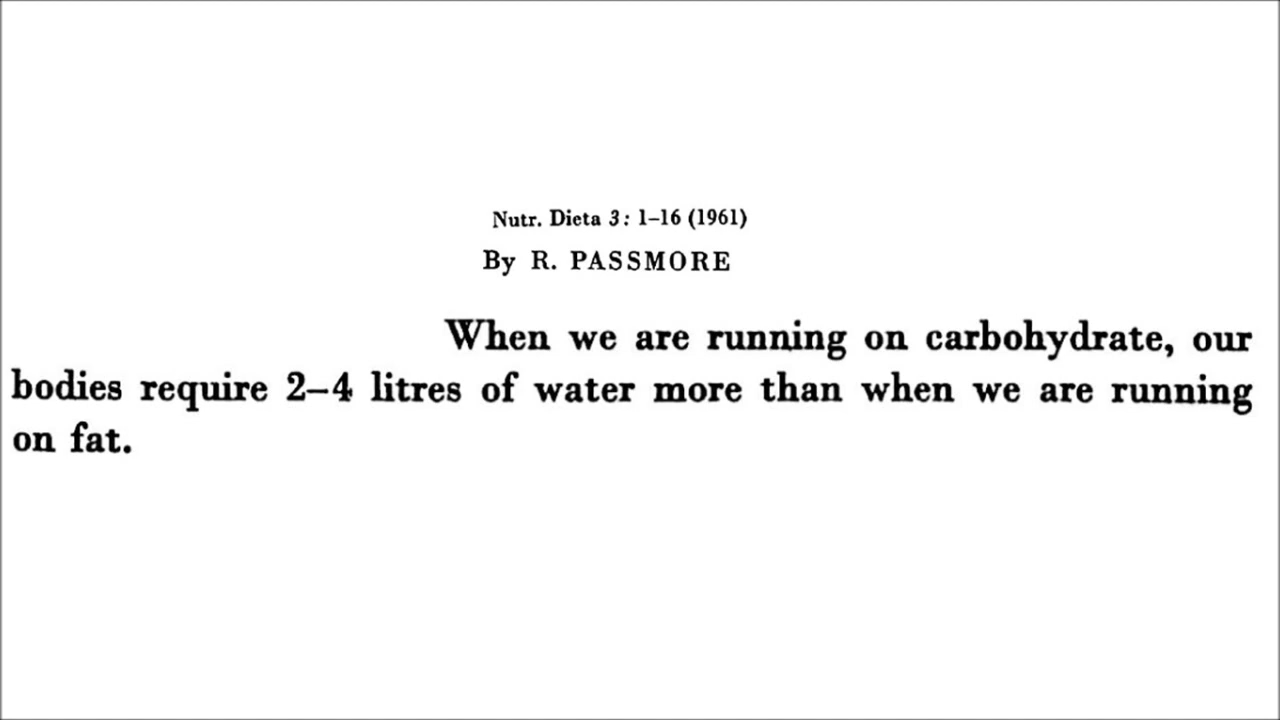 Nutr. Dieta 3: 1–16 (1961)
By R. PASSMORE
When we are running on carbohydrate, our
bodies require 2–4 litres of water more than when we are running
on fat.